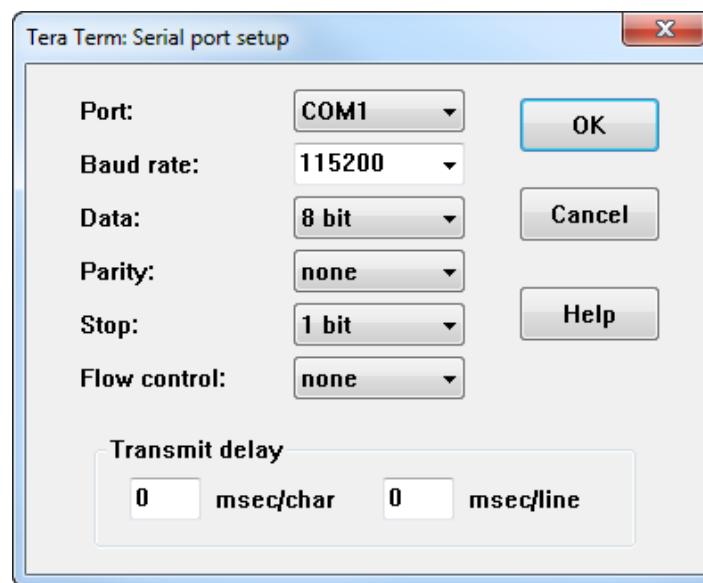 Tera Term: Serial port setup
Port: COM1 OK
Baud rate: 115200
Data: 8 bit Cancel
Parity: none
Stop: 1 bit Help
Flow control: none
Transmit delay
0 msec/char 0 msec/line